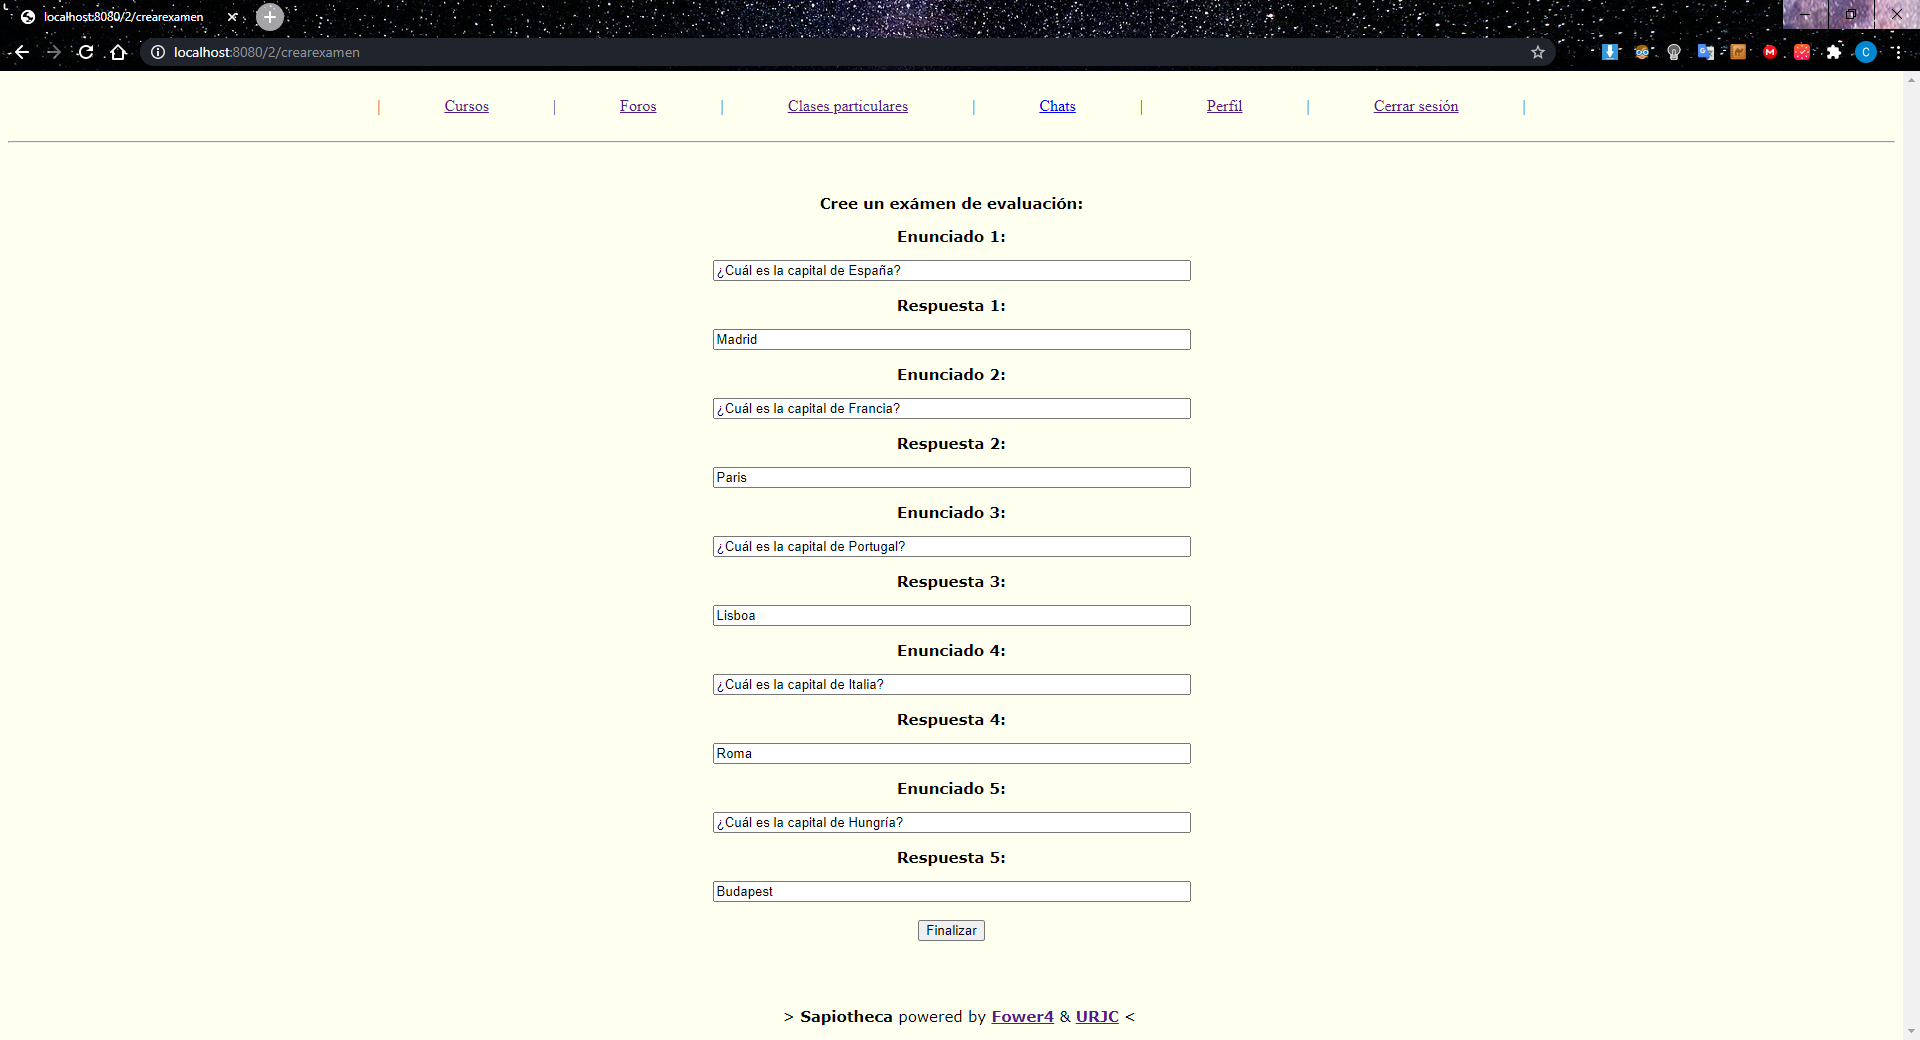 localhost:8080/2/crearexamen
localhost:8080/2/crearexamen
C
| Cursos | Foros | Clases particulares | Chats | Perfil | Cerrar sesión |
Cree un exámen de evaluación:
Enunciado 1:
¿Cuál es la capital de España?
Respuesta 1:
Madrid
Enunciado 2:
¿Cuál es la capital de Francia?
Respuesta 2:
Paris
Enunciado 3:
¿Cuál es la capital de Portugal?
Respuesta 3:
Lisboa
Enunciado 4:
¿Cuál es la capital de Italia?
Respuesta 4:
Roma
Enunciado 5:
¿Cuál es la capital de Hungría?
Respuesta 5:
Budapest
Finalizar
> Sapiotheca powered by Fower4 & URJC <